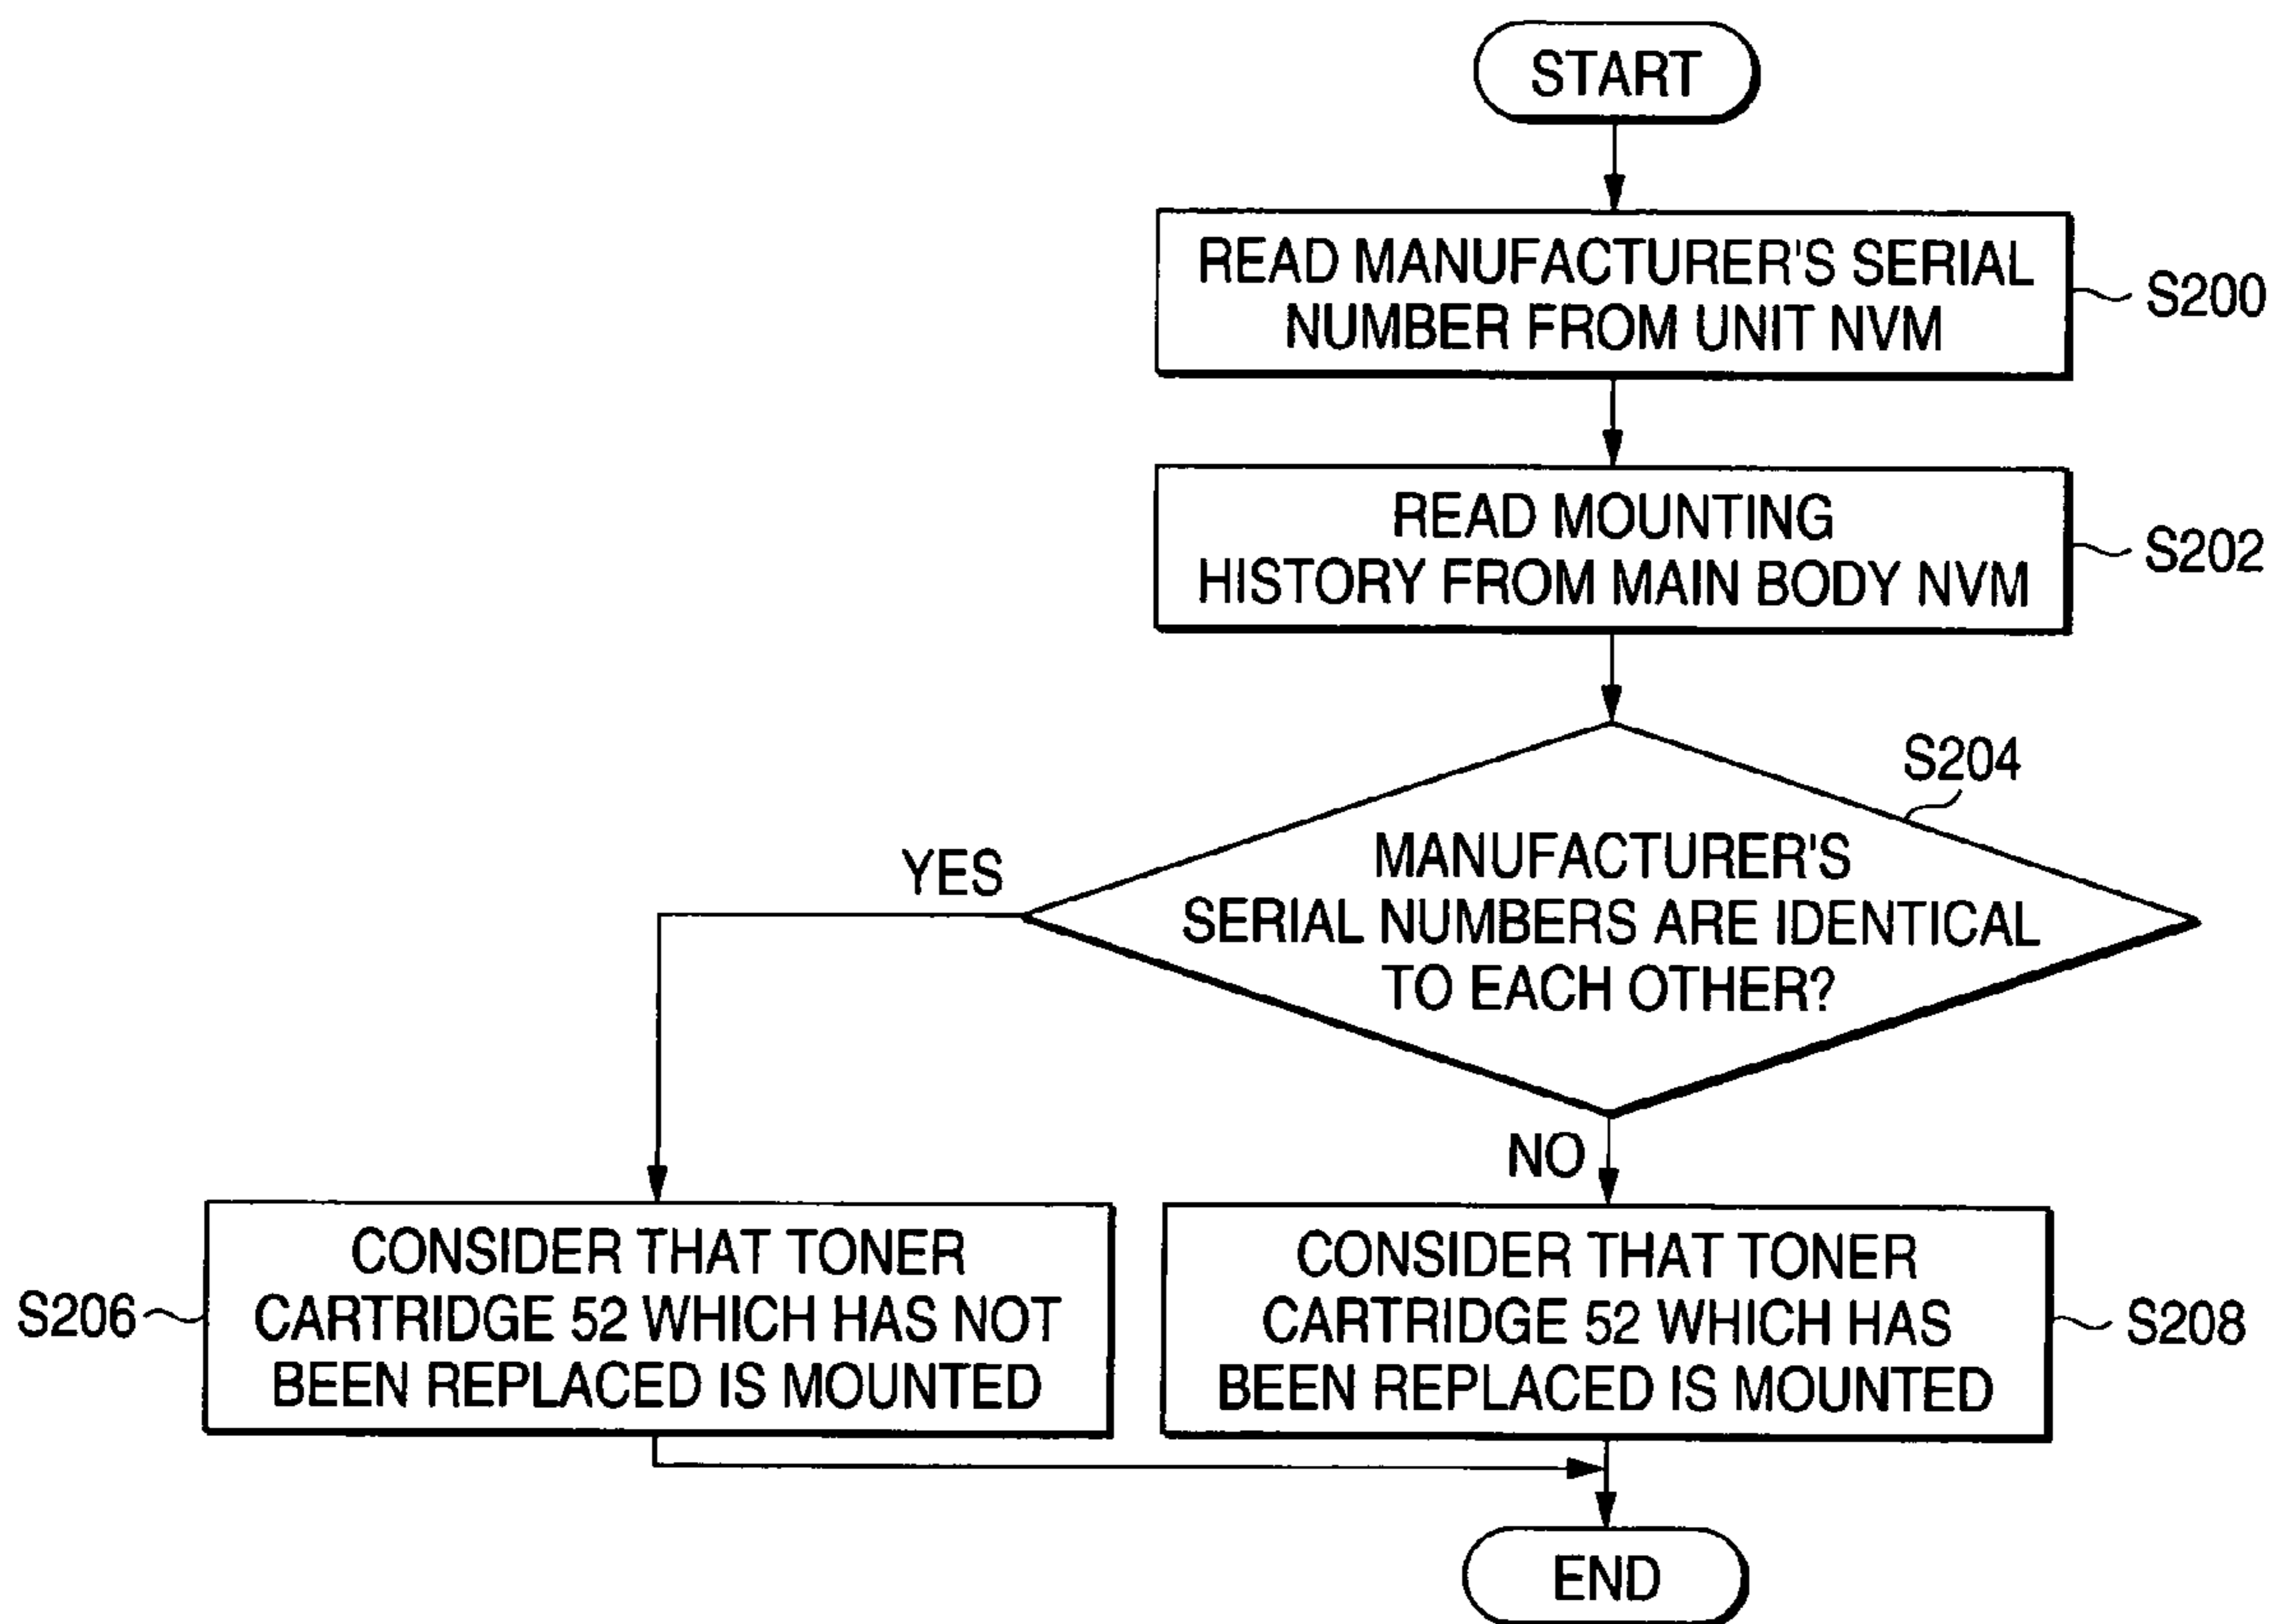 START
READ MANUFACTURER'S SERIAL
NUMBER FROM UNIT NVM
S200
READ MOUNTING
HISTORY FROM MAIN BODY NVM
S202
S204
MANUFACTURER'S
SERIAL NUMBERS ARE IDENTICAL
TO EACH OTHER?
YES
NO
CONSIDER THAT TONER
CARTRIDGE 52 WHICH HAS NOT
BEEN REPLACED IS MOUNTED
S206
CONSIDER THAT TONER
CARTRIDGE 52 WHICH HAS
BEEN REPLACED IS MOUNTED
S208
END